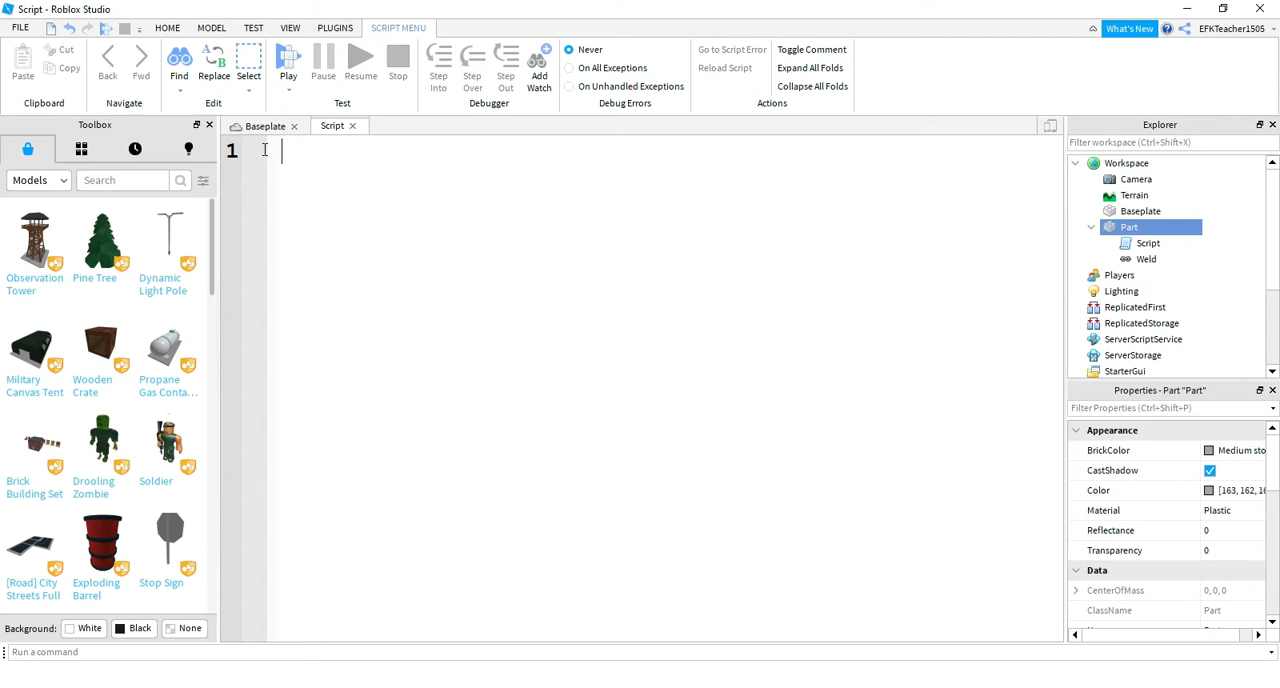 Script - Roblox Studio
FILE HOME MODEL TEST VIEW PLUGINS SCRIPT MENU What's New EFKTeacher1505
Paste Cut Copy
Clipboard
Back Fwd
Navigate
Find Replace Select
Edit
Play Pause Resume Stop
Test
Step Into Step Over Step Out Add Watch
Debugger
Never
On All Exceptions
On Unhandled Exceptions
Debug Errors
Go to Script Error Toggle Comment
Reload Script Expand All Folds
Collapse All Folds
Actions
Toolbox
Models Search
Observation Tower
Pine Tree
Dynamic Light Pole
Military Canvas Tent
Wooden Crate
Propane Gas Conta...
Brick Building Set
Drooling Zombie
Soldier
[Road] City Streets Full
Exploding Barrel
Stop Sign
Background: White Black None
Baseplate Script
1
Explorer
Filter workspace (Ctrl+Shift+X)
Workspace
Camera
Terrain
Baseplate
Part
Script
Weld
Players
Lighting
ReplicatedFirst
ReplicatedStorage
ServerScriptService
ServerStorage
StarterGui
Properties - Part "Part"
Filter Properties (Ctrl+Shift+P)
Appearance
BrickColor Medium sto
CastShadow
Color [163, 162, 16
Material Plastic
Reflectance 0
Transparency 0
Data
CenterOfMass 0, 0, 0
ClassName Part
Run a command